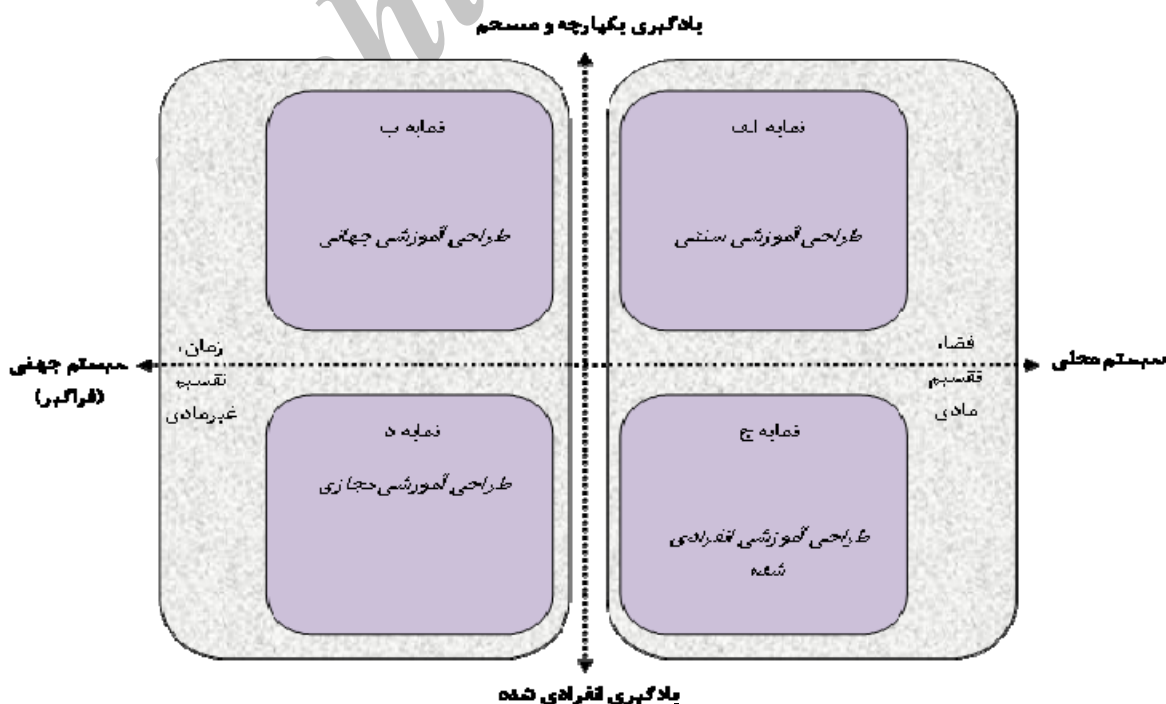 یادگیری یکپارچه و منسجم
نمایه الف
طراحی آموزشی سنتی
نمایه ب
طراحی آموزشی جهانی
سیستم محلی
فضا،
تقسیم
مادی
زمان،
تقسیم
غیرمادی
سیستم جهانی
(فراگیر)
نمایه ج
طراحی آموزشی انفرادی
شده
نمایه د
طراحی آموزشی مجازی
یادگیری انفرادی شده